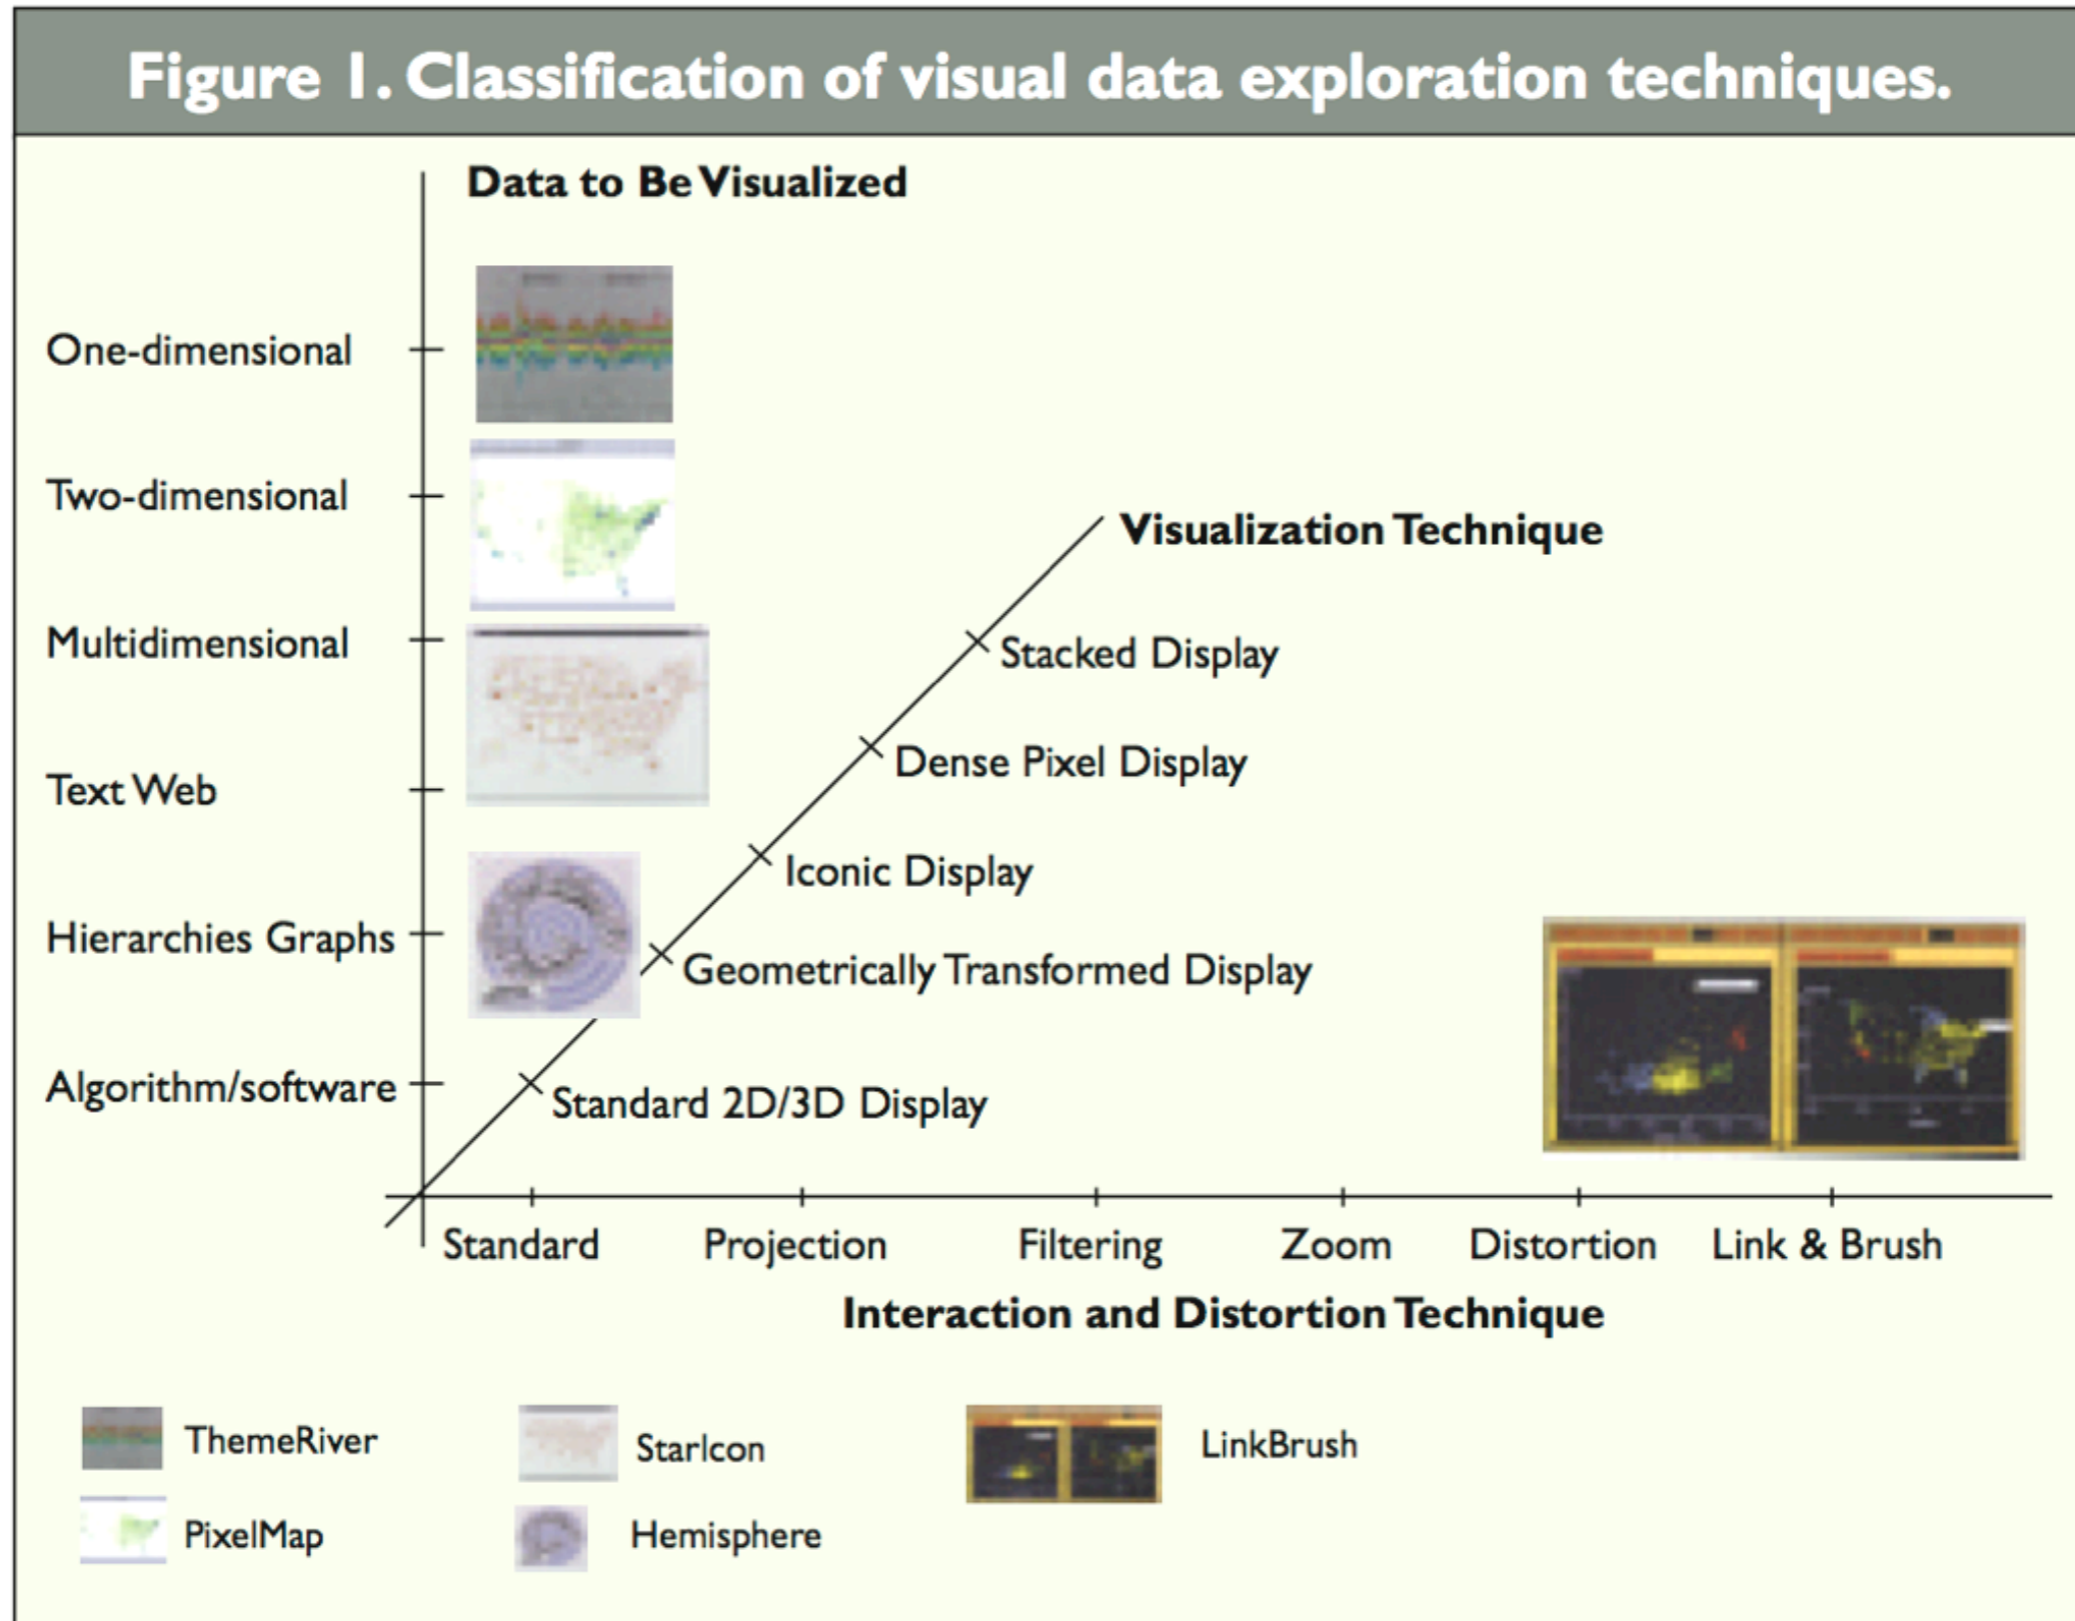 Figure 1. Classification of visual data exploration techniques.
Data to Be Visualized
One-dimensional
Two-dimensional
Visualization Technique
Multidimensional
Stacked Display
Dense Pixel Display
Text Web
Iconic Display
Hierarchies Graphs
Geometrically Transformed Display
Algorithm/software
Standard 2D/3D Display
Standard Projection Filtering Zoom Distortion Link & Brush
Interaction and Distortion Technique
ThemeRiver StarIcon LinkBrush
PixelMap Hemisphere